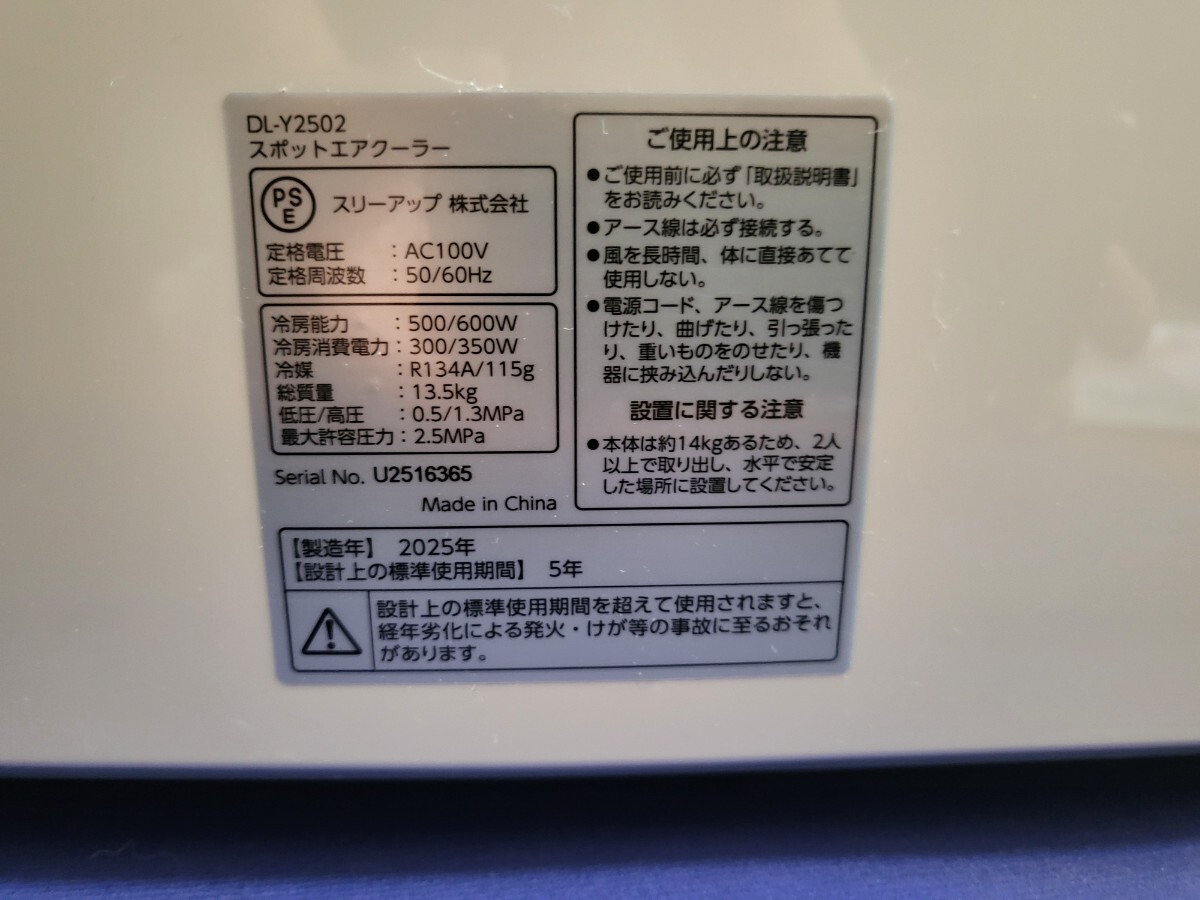 DL-Y2502
スポットエアクーラー
PS
E
スリーアップ 株式会社
定格電圧 : AC100V
定格周波数 : 50/60Hz
冷房能力 : 500/600W
冷房消費電力 : 300/350W
冷媒 : R134A/115g
総質量 : 13.5kg
低圧/高圧 : 0.5/1.3MPa
最大許容圧力 : 2.5MPa
Serial No. U2516365
Made in China
ご使用上の注意
●ご使用前に必ず「取扱説明書」
をお読みください。
●アース線は必ず接続する。
●風を長時間、体に直接あてて
使用しない。
●電源コード、アース線を傷つ
けたり、曲げたり、引っ張った
り、重いものをのせたり、機
器に挟み込んだりしない。
設置に関する注意
●本体は約14kgあるため、2人
以上で取り出し、水平で安定
した場所に設置してください。
【製造年】 2025年
【設計上の標準使用期間】 5年
設計上の標準使用期間を超えて使用されますと、
経年劣化による発火・けが等の事故に至るおそれ
があります。